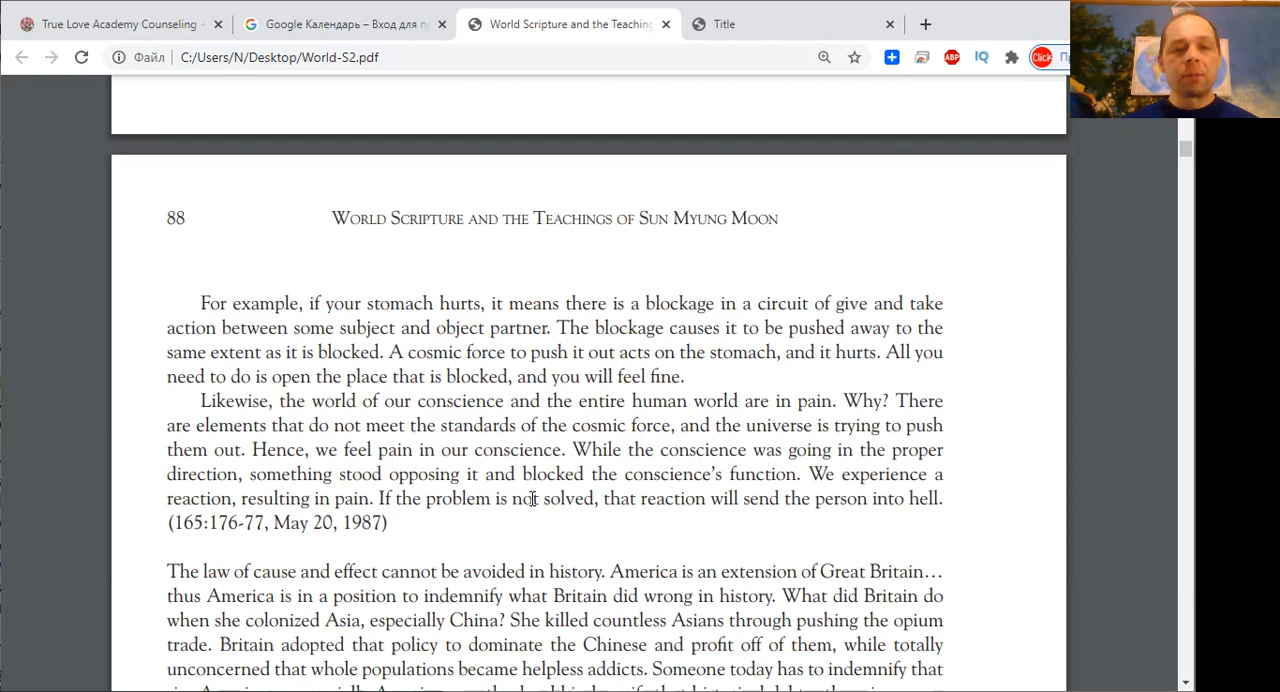 True Love Academy Counseling
Google Календарь – Вход для п
World Scripture and the Teaching
Title
Файл
C:/Users/N/Desktop/WorldS2.pdf
ABP
IQ
Click
88
World Scripture and the Teachings of Sun Myung Moon
For example, if your stomach hurts, it means there is a blockage in a circuit of give and take
action between some subject and object partner. The blockage causes it to be pushed away to the
same extent as it is blocked. A cosmic force to push it out acts on the stomach, and it hurts. All you
need to do is open the place that is blocked, and you will feel fine.
Likewise, the world of our conscience and the entire human world are in pain. Why? There
are elements that do not meet the standards of the cosmic force, and the universe is trying to push
them out. Hence, we feel pain in our conscience. While the conscience was going in the proper
direction, something stood opposing it and blocked the conscience's function. We experience a
reaction, resulting in pain. If the problem is not solved, that reaction will send the person into hell.
(165:176-77, May 20, 1987)
The law of cause and effect cannot be avoided in history. America is an extension of Great Britain…
thus America is in a position to indemnify what Britain did wrong in history. What did Britain do
when she colonized Asia, especially China? She killed countless Asians through pushing the opium
trade. Britain adopted that policy to dominate the Chinese and profit off of them, while totally
unconcerned that whole populations became helpless addicts. Someone today has to indemnify that